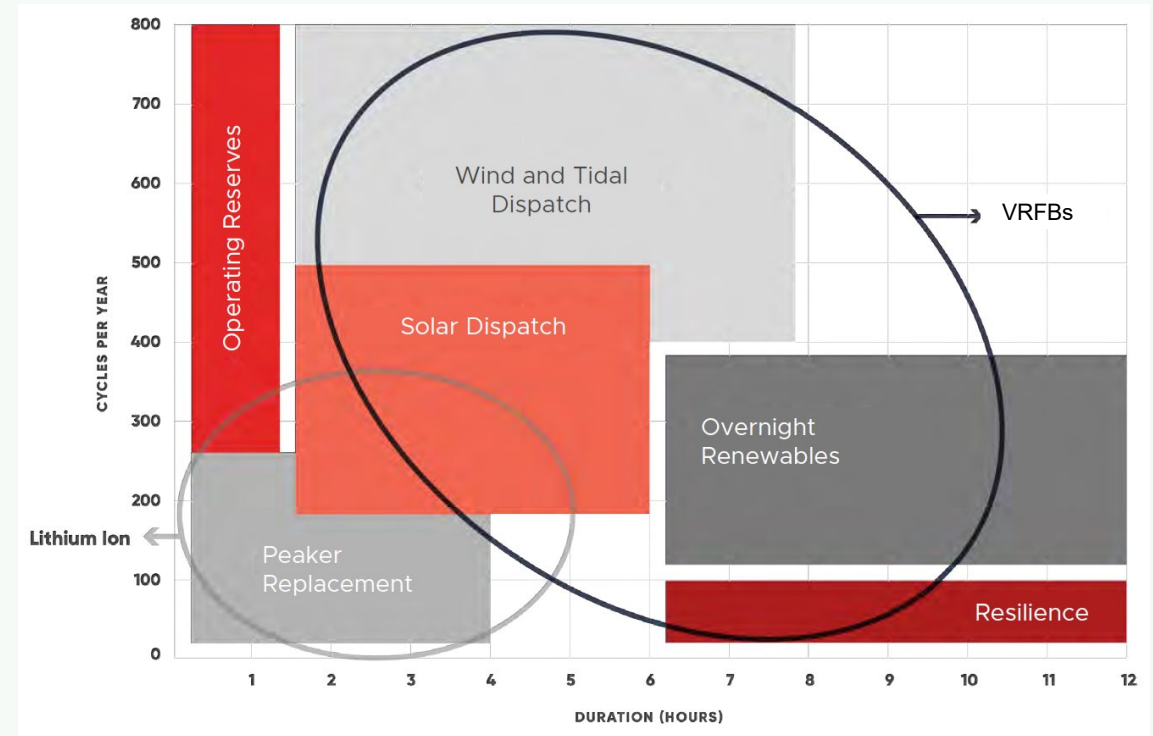 800
700
600
500
400
300
200
100
0
CYCLES PER YEAR
Operating Reserves
Wind and Tidal
Dispatch
VRFBs
Solar Dispatch
Overnight
Renewables
Lithium Ion
Peaker
Replacement
Resilience
1 2 3 4 5 6 7 8 9 10 11 12
DURATION (HOURS)